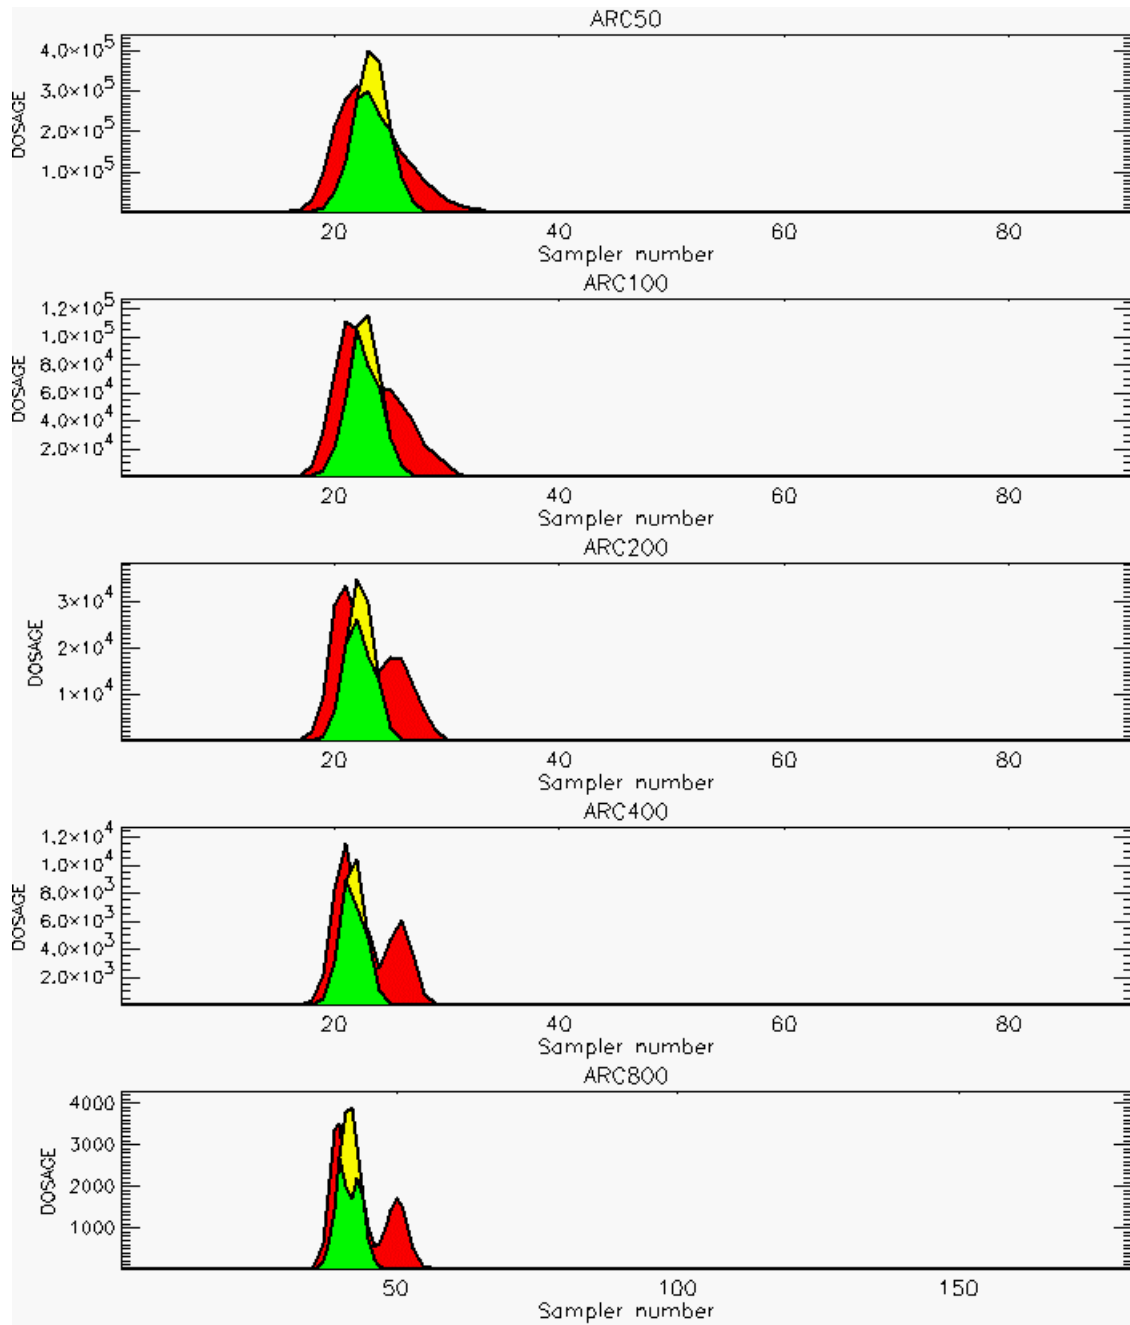 ARC50
4.0×10^5
3.0×10^5
2.0×10^5
1.0×10^5
DOSAGE
20 40 60 80
Sampler number
ARC100
1.2×10^5
1.0×10^5
8.0×10^4
6.0×10^4
4.0×10^4
2.0×10^4
DOSAGE
20 40 60 80
Sampler number
ARC200
3×10^4
2×10^4
1×10^4
DOSAGE
20 40 60 80
Sampler number
ARC400
1.2×10^4
1.0×10^4
8.0×10^3
6.0×10^3
4.0×10^3
2.0×10^3
DOSAGE
20 40 60 80
Sampler number
ARC800
4000
3000
2000
1000
DOSAGE
50 100 150
Sampler number